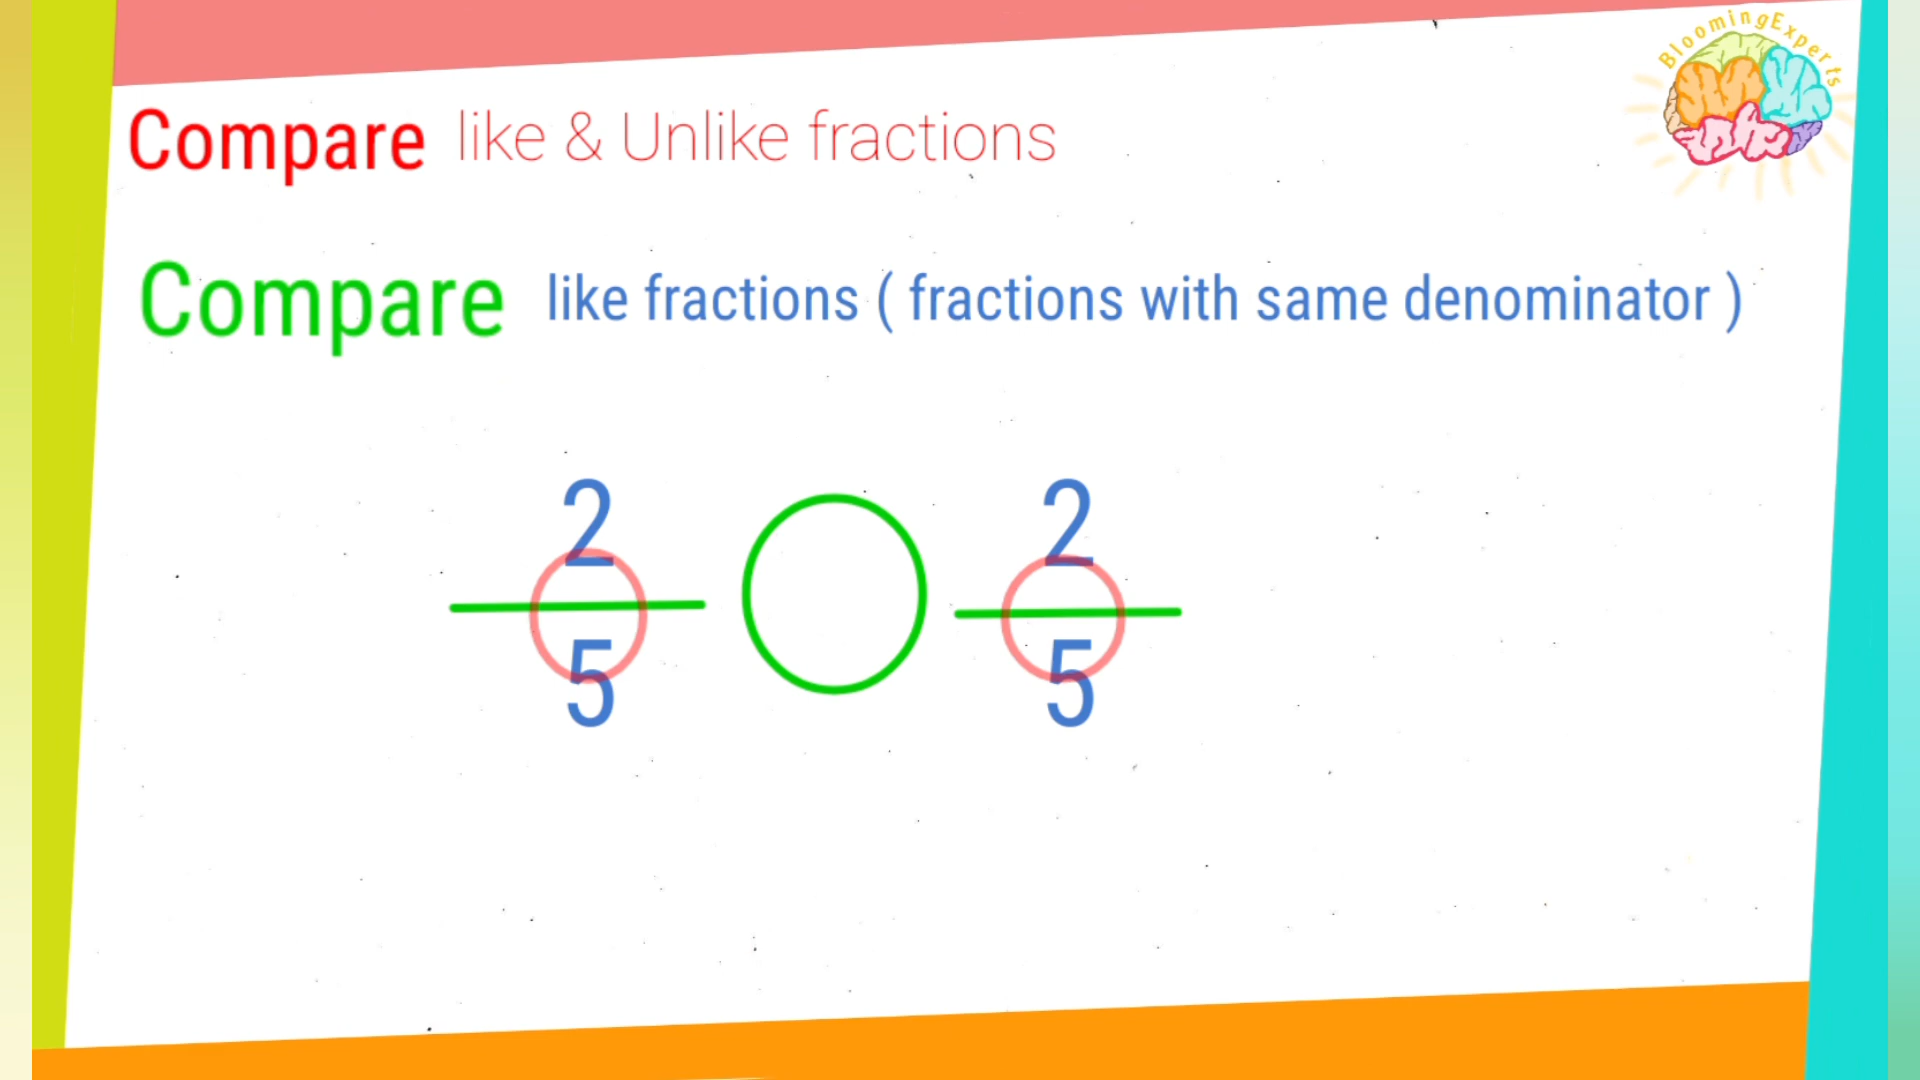 BloomingExperts
Compare like & Unlike fractions
Compare like fractions ( fractions with same denominator )
2 2
5 5